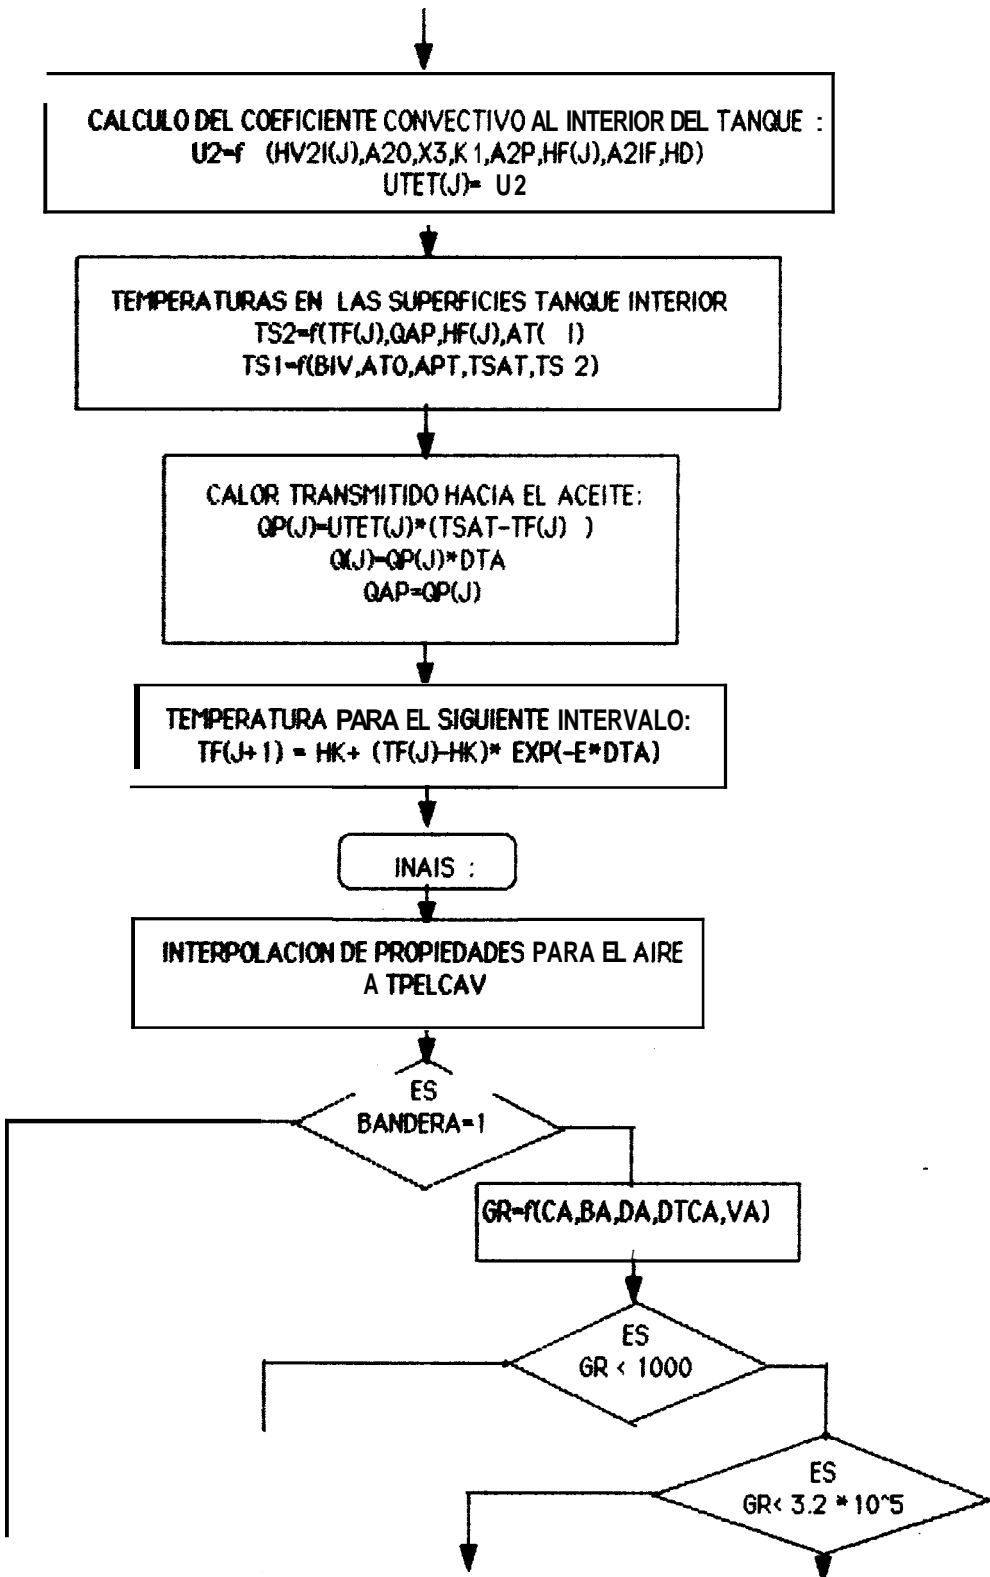 CALCULO DEL COEFICIENTE CONVECTIVO AL INTERIOR DEL TANQUE :
U2=f (HV2I(J),A2O,X3,K1,A2P,HF(J),A2IF,HD)
UTET(J)= U2
TEMPERATURAS EN LAS SUPERFICIES TANQUE INTERIOR
TS2=f(TF(J),QAP,HF(J),AT( I)
TS1=f(BIV,ATO,APT,TSAT,TS 2)
CALOR TRANSMITIDO HACIA EL ACEITE:
QP(J)=UTET(J)*(TSAT-TF(J) )
Q(J)=QP(J)*DTA
QAP=QP(J)
TEMPERATURA PARA EL SIGUIENTE INTERVALO:
TF(J+1) = HK+ (TF(J)-HK)* EXP(-E*DTA)
INAIS :
INTERPOLACION DE PROPIEDADES PARA EL AIRE
A TPELCAV
ES
BANDERA=1
GR=f(CA,BA,DA,DTCA,VA)
ES
GR < 1000
ES
GR< 3.2 * 10^5